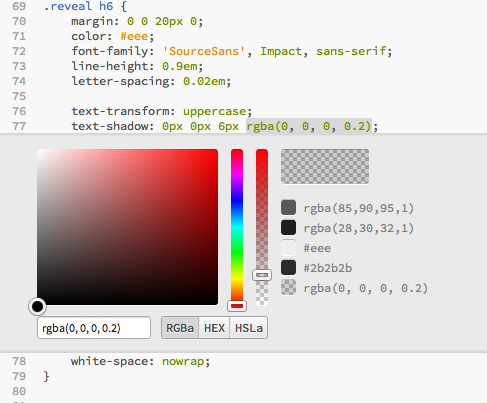 69 .reveal h6 {
70 margin: 0 0 20px 0;
71 color: #eee;
72 font-family: 'SourceSans', Impact, sans-serif;
73 line-height: 0.9em;
74 letter-spacing: 0.02em;
75
76 text-transform: uppercase;
77 text-shadow: 0px 0px 6px rgba(0, 0, 0, 0.2);
rgba(85,90,95,1)
rgba(28,30,32,1)
#eee
#2b2b2b
rgba(0, 0, 0, 0.2)
rgba(0, 0, 0, 0.2) RGBa HEX HSLa
78 white-space: nowrap;
79 }
80